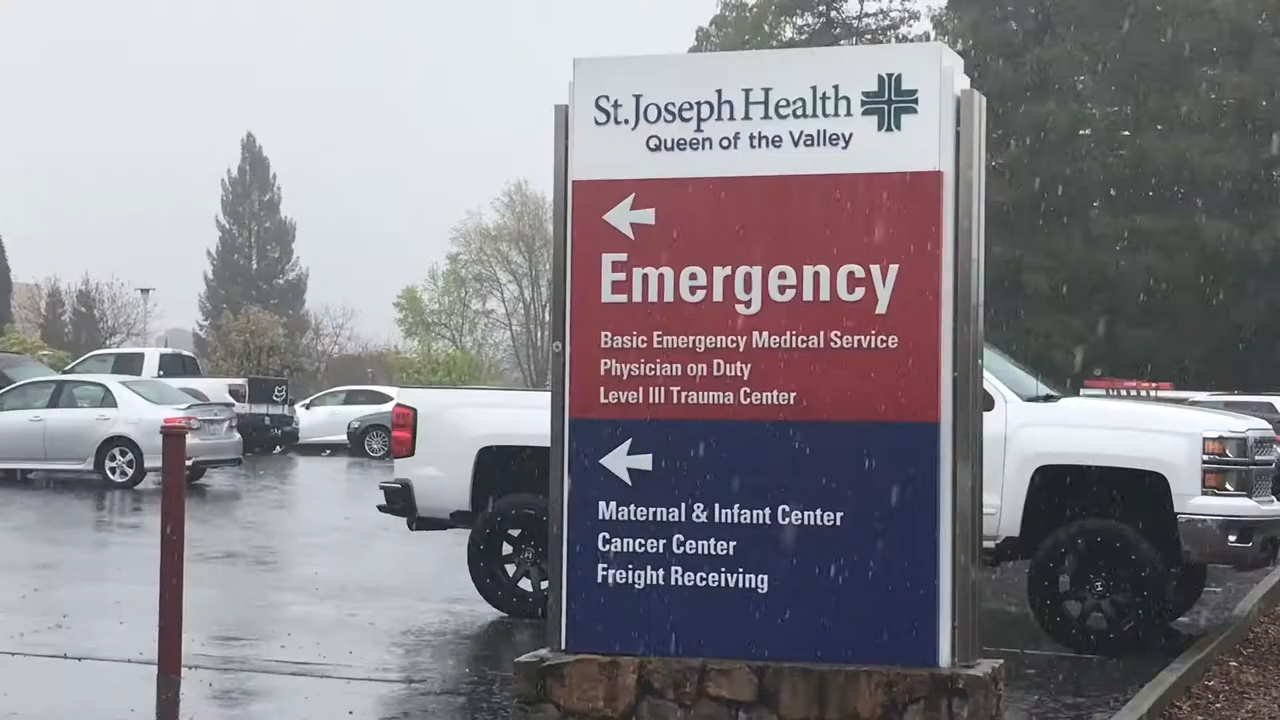 St.Joseph Health
Queen of the Valley
Emergency
Basic Emergency Medical Service
Physician on Duty
Level III Trauma Center
Maternal & Infant Center
Cancer Center
Freight Receiving